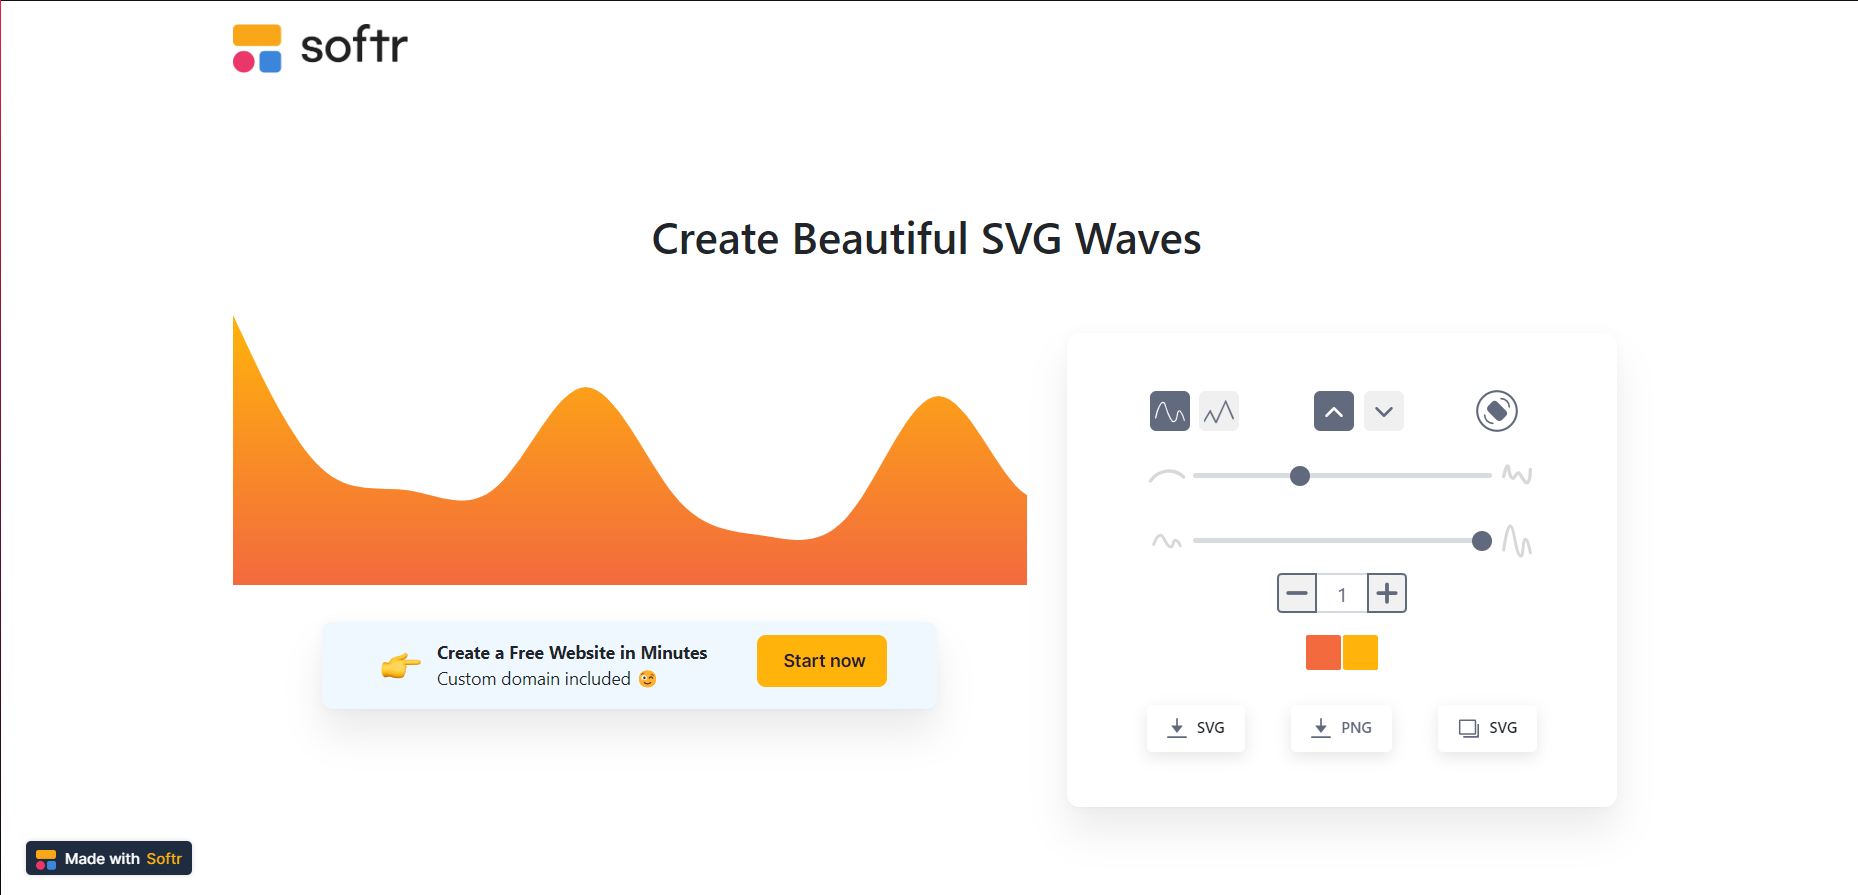 softr
Create Beautiful SVG Waves
1
Create a Free Website in Minutes
Custom domain included
Start now
SVG
PNG
SVG
Made with Softr